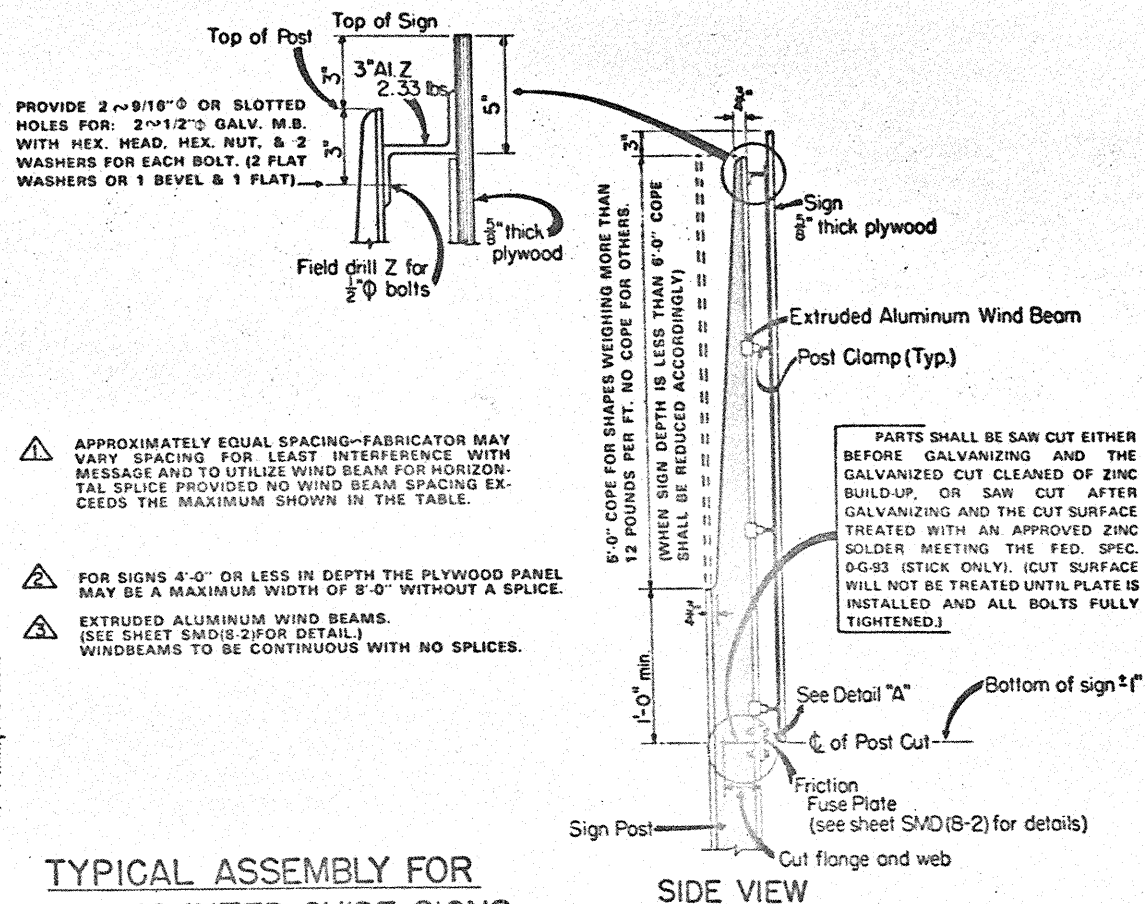 Top of Sign
Top of Post
3"
3" Al. Z
2.33 lbs
5"
3"
PROVIDE 2~9/16"Φ OR SLOTTED
HOLES FOR: 2~1/2"Φ GALV. M.B.
WITH HEX. HEAD, HEX. NUT, & 2
WASHERS FOR EACH BOLT. (2 FLAT
WASHERS OR 1 BEVEL & 1 FLAT)
5/8" thick
plywood
Field drill Z for
1/2"Φ bolts
3"
Sign
5/8" thick plywood
5'-0" COPE FOR SHAPES WEIGHING MORE THAN
12 POUNDS PER FT. NO COPE FOR OTHERS.
(WHEN SIGN DEPTH IS LESS THAN 6'-0" COPE
SHALL BE REDUCED ACCORDINGLY)
Extruded Aluminum Wind Beam
Post Clamp (Typ.)
1 APPROXIMATELY EQUAL SPACING~FABRICATOR MAY
VARY SPACING FOR LEAST INTERFERENCE WITH
MESSAGE AND TO UTILIZE WIND BEAM FOR HORIZON-
TAL SPLICE PROVIDED NO WIND BEAM SPACING EX-
CEEDS THE MAXIMUM SHOWN IN THE TABLE.
PARTS SHALL BE SAW CUT EITHER
BEFORE GALVANIZING AND THE
GALVANIZED CUT CLEANED OF ZINC
BUILD-UP, OR SAW CUT AFTER
GALVANIZING AND THE CUT SURFACE
TREATED WITH AN APPROVED ZINC
SOLDER MEETING THE FED. SPEC.
O-G-93 (STICK ONLY). (CUT SURFACE
WILL NOT BE TREATED UNTIL PLATE IS
INSTALLED AND ALL BOLTS FULLY
TIGHTENED.)
2 FOR SIGNS 4'-0" OR LESS IN DEPTH THE PLYWOOD PANEL
MAY BE A MAXIMUM WIDTH OF 8'-0" WITHOUT A SPLICE.
3 EXTRUDED ALUMINUM WIND BEAMS.
(SEE SHEET SMD(8-2)FOR DETAIL.)
WINDBEAMS TO BE CONTINUOUS WITH NO SPLICES.
1'-0" min.
See Detail "A"
Bottom of sign ±1"
℄ of Post Cut
Friction
Fuse Plate
(see sheet SMD(8-2) for details)
Sign Post
Cut flange and web
TYPICAL ASSEMBLY FOR
SIDE VIEW